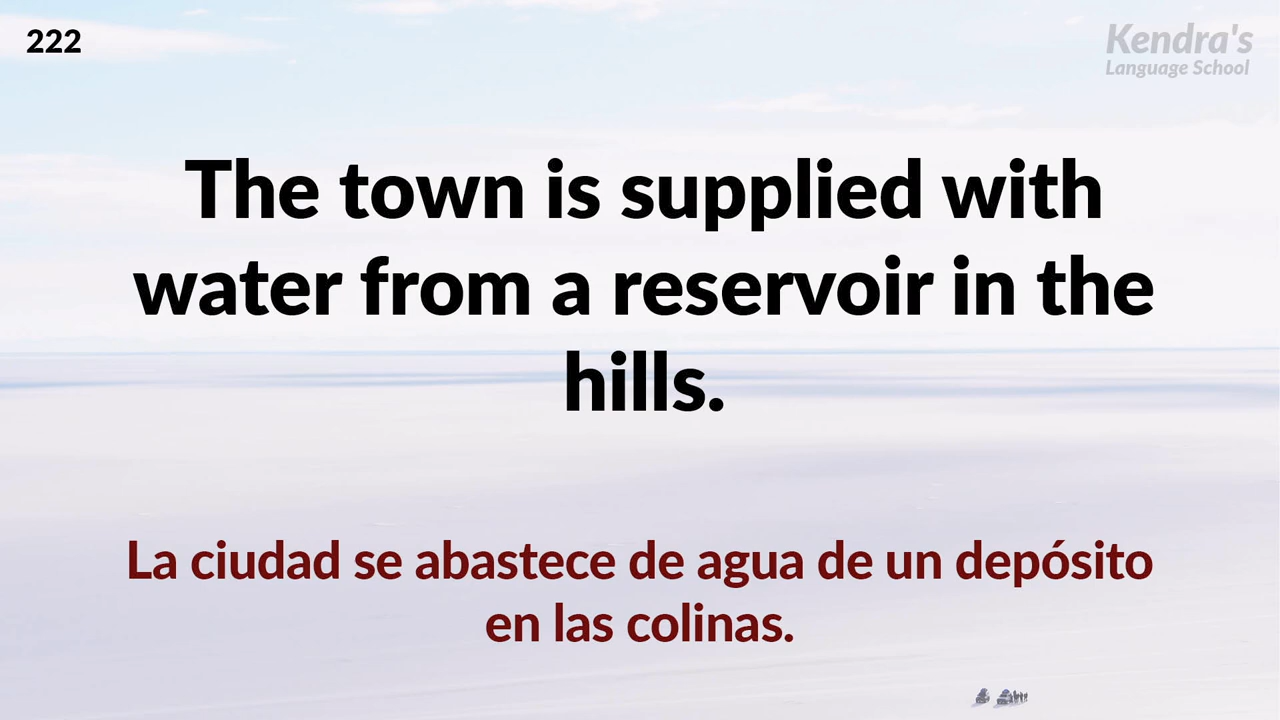 222
Kendra's
Language School
The town is supplied with
water from a reservoir in the
hills.
La ciudad se abastece de agua de un depósito
en las colinas.